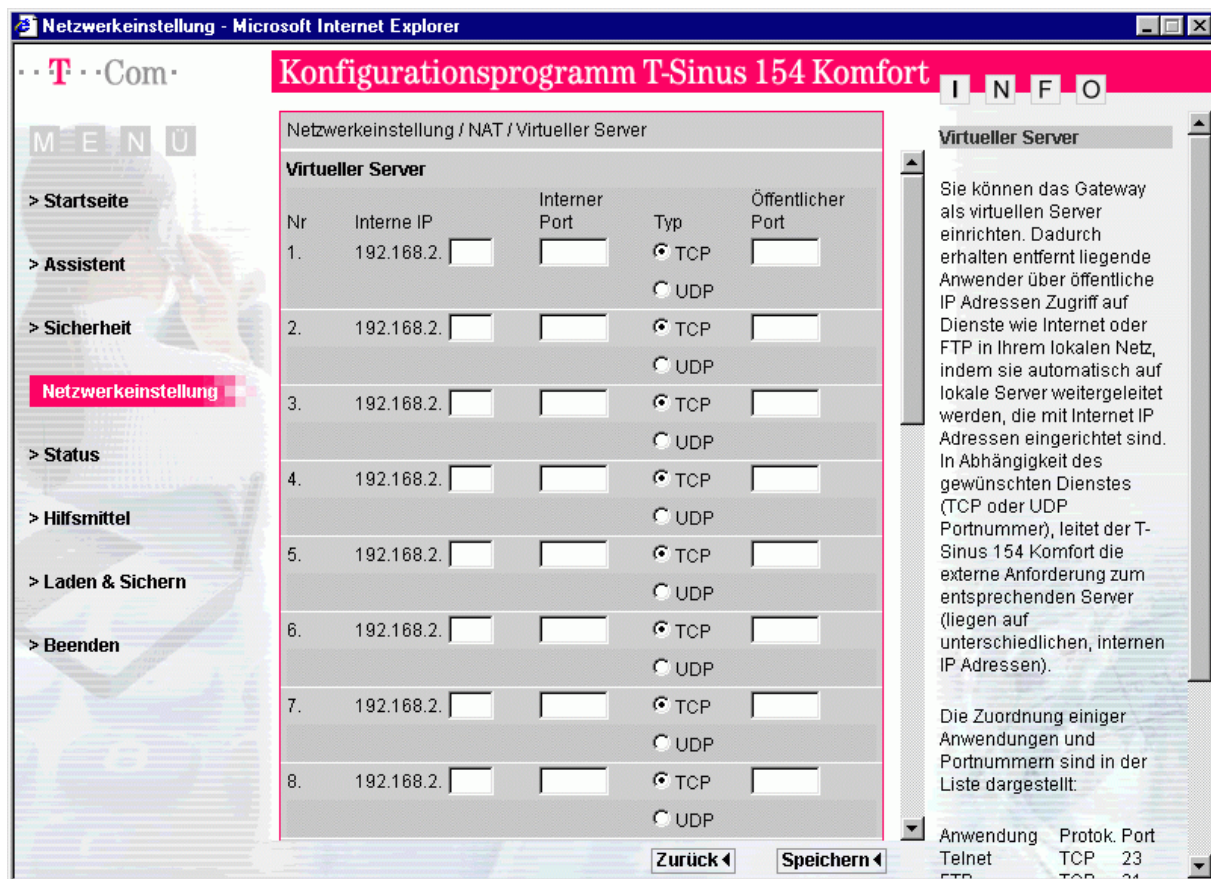 Netzwerkeinstellung - Microsoft Internet Explorer
··T··Com·
Konfigurationsprogramm T-Sinus 154 Komfort
INFO
MENÜ
> Startseite
> Assistent
> Sicherheit
Netzwerkeinstellung
> Status
> Hilfsmittel
> Laden & Sichern
> Beenden
Netzwerkeinstellung / NAT / Virtueller Server
Virtueller Server
Nr Interne IP Interner Port Typ Öffentlicher Port
1. 192.168.2. TCP
UDP
2. 192.168.2. TCP
UDP
3. 192.168.2. TCP
UDP
4. 192.168.2. TCP
UDP
5. 192.168.2. TCP
UDP
6. 192.168.2. TCP
UDP
7. 192.168.2. TCP
UDP
8. 192.168.2. TCP
UDP
Zurück Speichern
Virtueller Server
Sie können das Gateway
als virtuellen Server
einrichten. Dadurch
erhalten entfernt liegende
Anwender über öffentliche
IP Adressen Zugriff auf
Dienste wie Internet oder
FTP in Ihrem lokalen Netz,
indem sie automatisch auf
lokale Server weitergeleitet
werden, die mit Internet IP
Adressen eingerichtet sind.
In Abhängigkeit des
gewünschten Dienstes
(TCP oder UDP
Portnummer), leitet der T-
Sinus 154 Komfort die
externe Anforderung zum
entsprechenden Server
(liegen auf
unterschiedlichen, internen
IP Adressen).
Die Zuordnung einiger
Anwendungen und
Portnummern sind in der
Liste dargestellt:
Anwendung Protok. Port
Telnet TCP 23
FTP TCP 21